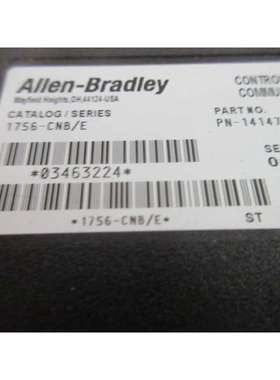 Allen-Bradley
CONTRO
Mayfield Heights, OH 44124-USA
COMMU
CATALOG / SERIES
PART NO.
1756-CNB/E
PN-14147
SE
0
*03463224*
*1756-CNB/E*
ST